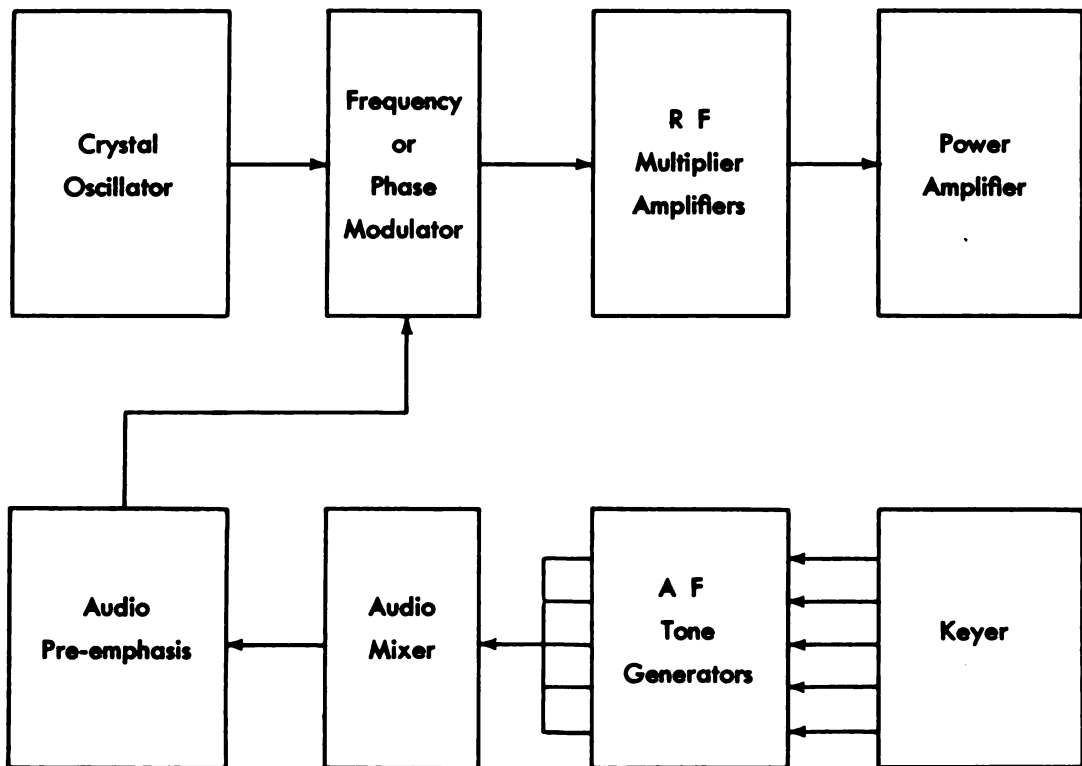 Crystal
Oscillator
Frequency
or
Phase
Modulator
R F
Multiplier
Amplifiers
Power
Amplifier
Audio
Pre-emphasis
Audio
Mixer
A F
Tone
Generators
Keyer